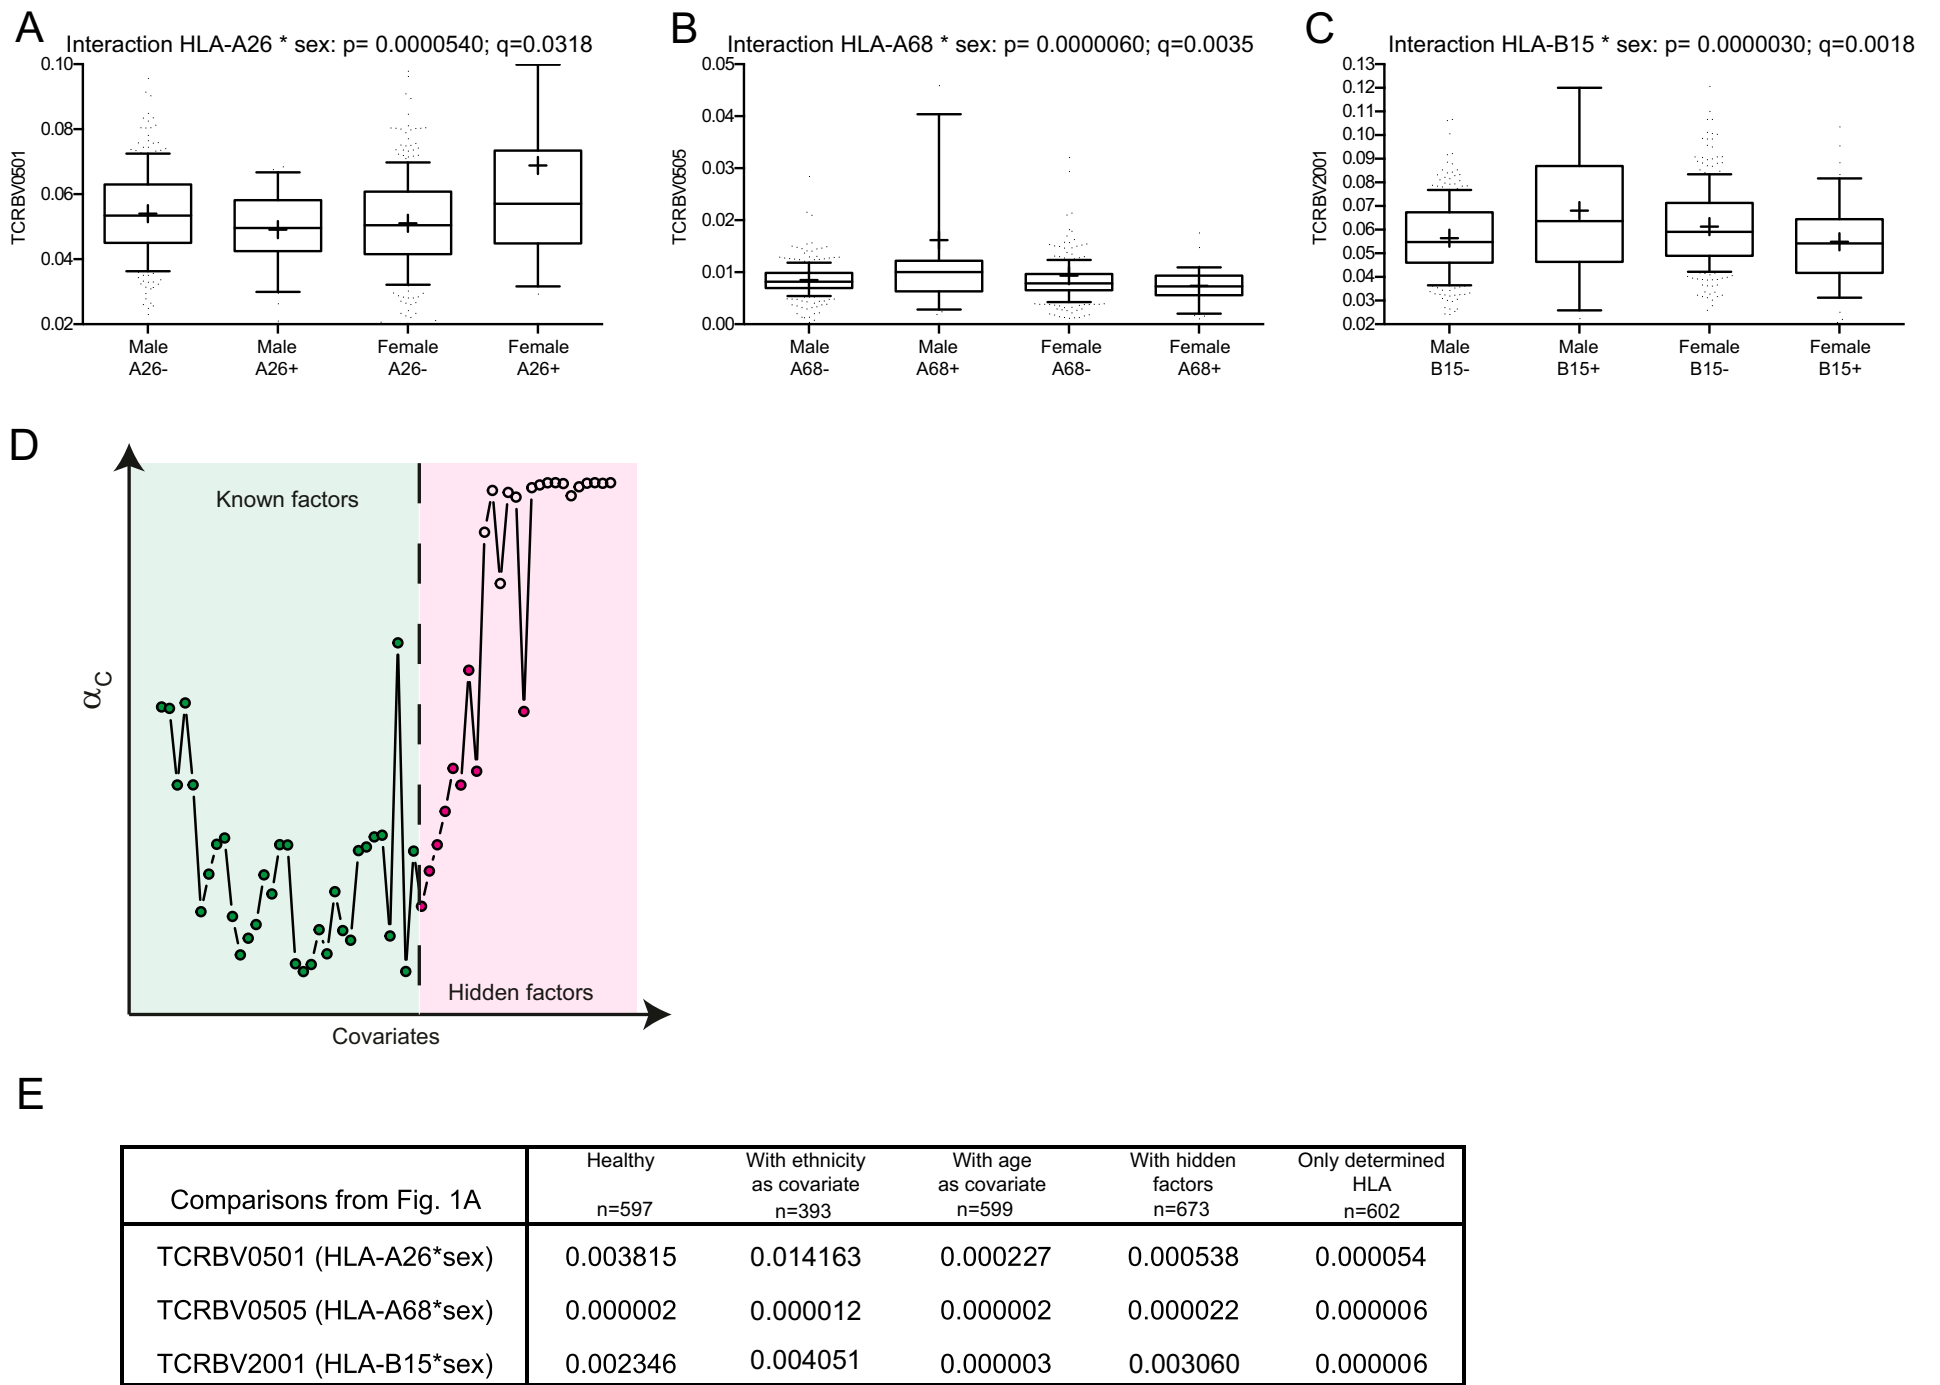 A
Interaction HLA-A26 * sex: p= 0.0000540; q=0.0318
TCRBV0501
0.10
0.08
0.06
0.04
0.02
Male
A26-
Male
A26+
Female
A26-
Female
A26+
B
Interaction HLA-A68 * sex: p= 0.0000060; q=0.0035
TCRBV0505
0.05
0.04
0.03
0.02
0.01
0.00
Male
A68-
Male
A68+
Female
A68-
Female
A68+
C
Interaction HLA-B15 * sex: p= 0.0000030; q=0.0018
TCRBV2001
0.13
0.12
0.11
0.10
0.09
0.08
0.07
0.06
0.05
0.04
0.03
0.02
Male
B15-
Male
B15+
Female
B15-
Female
B15+
D
Known factors
αC
Hidden factors
Covariates
E
Comparisons from Fig. 1A
Healthy
n=597
With ethnicity
as covariate
n=393
With age
as covariate
n=599
With hidden
factors
n=673
Only determined
HLA
n=602
TCRBV0501 (HLA-A26*sex) 0.003815 0.014163 0.000227 0.000538 0.000054
TCRBV0505 (HLA-A68*sex) 0.000002 0.000012 0.000002 0.000022 0.000006
TCRBV2001 (HLA-B15*sex) 0.002346 0.004051 0.000003 0.003060 0.000006